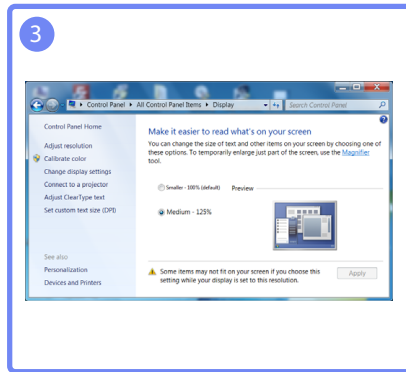 3
Control Panel ▸ All Control Panel Items ▸ Display
Search Control Panel
Control Panel Home
Adjust resolution
Calibrate color
Change display settings
Connect to a projector
Adjust ClearType text
Set custom text size (DPI)
See also
Personalization
Devices and Printers
Make it easier to read what's on your screen
You can change the size of text and other items on your screen by choosing one of
these options. To temporarily enlarge just part of the screen, use the Magnifier
tool.
Smaller - 100% (default)
Preview
Medium - 125%
Some items may not fit on your screen if you choose this
setting while your display is set to this resolution.
Apply